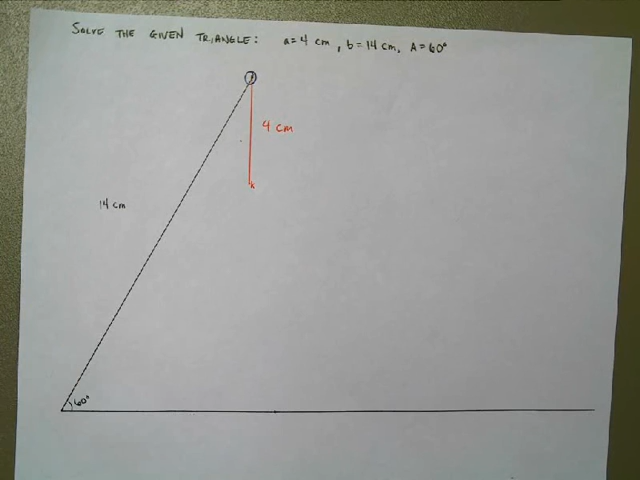 SOLVE THE GIVEN TRIANGLE: a=4 cm, b=14 cm, A=60°
4 cm
14 cm
60°